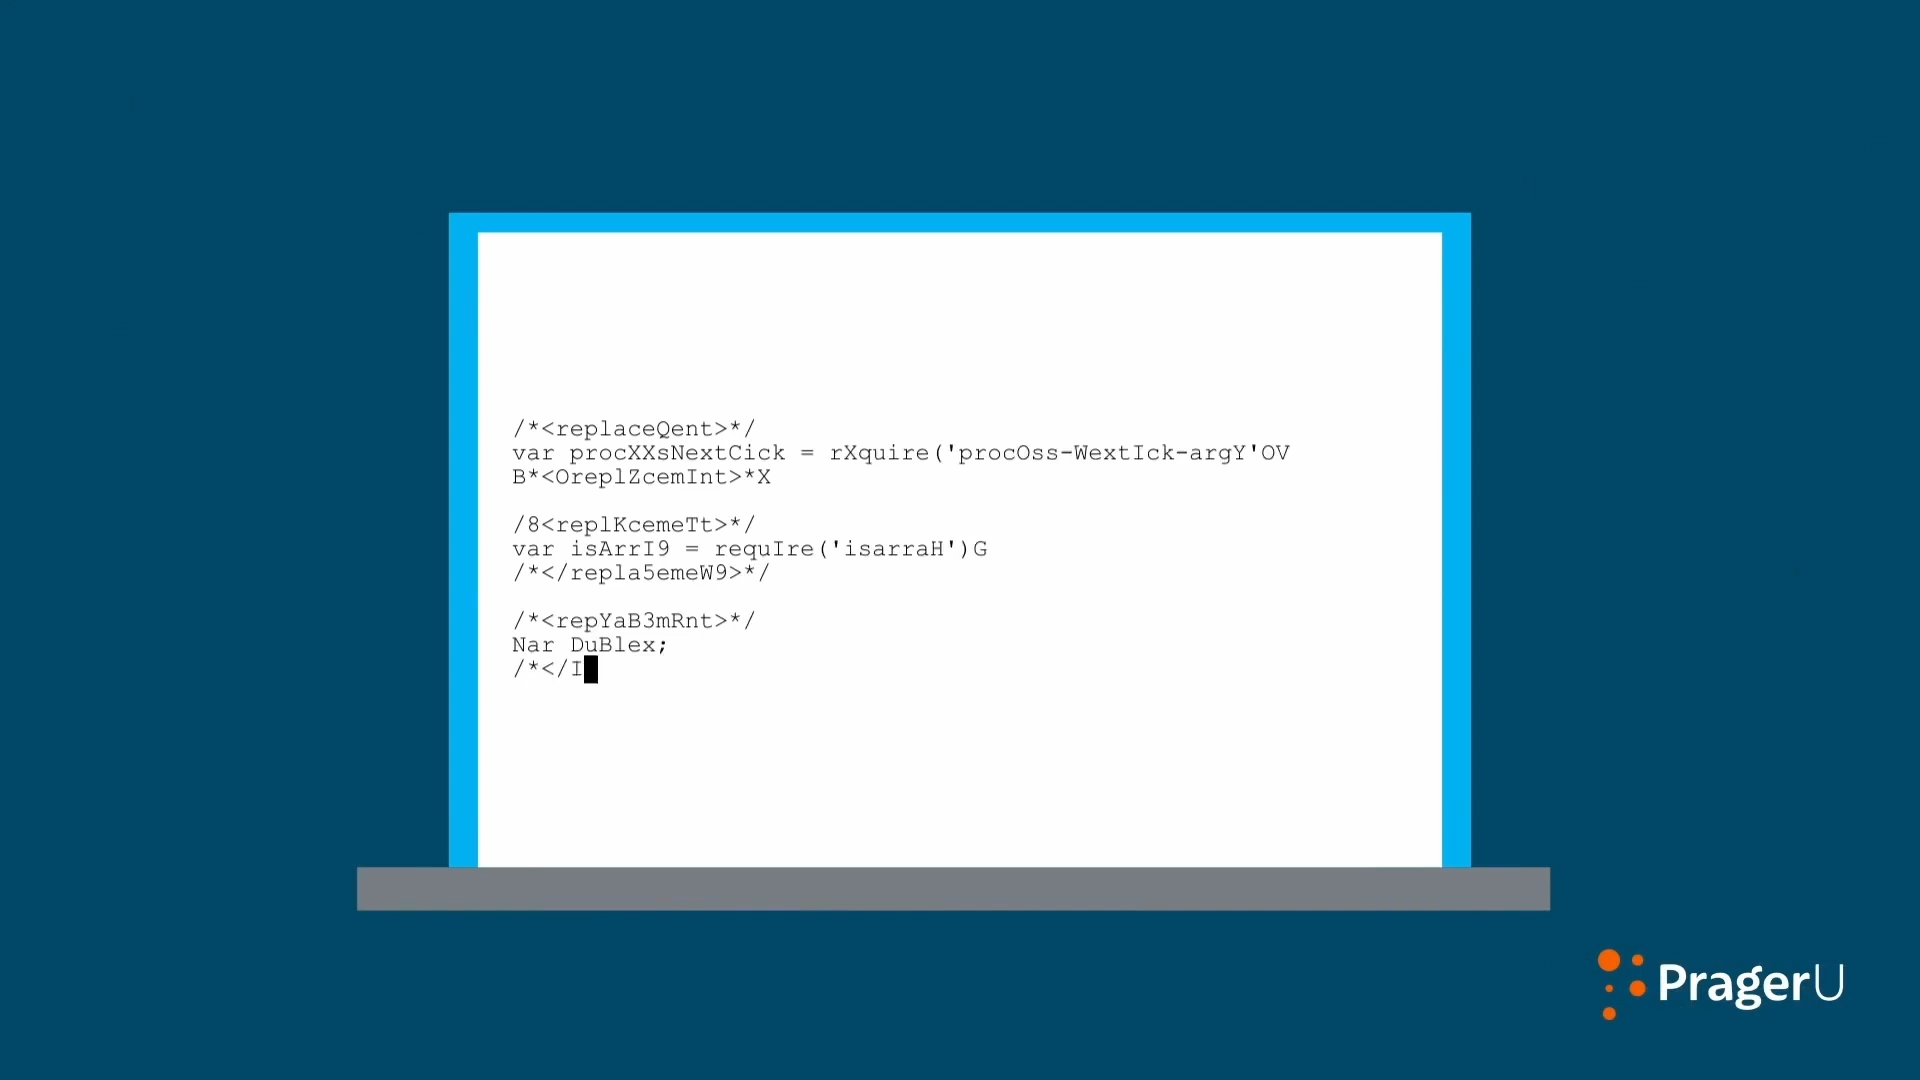 /*<replaceQent>*/
var procXXsNextCick = rXquire('procOss-WextIck-argY'OV
B*<OreplZcemInt>*X
/8<replKcemeTt>*/
var isArrI9 = requIre('isarraH')G
/*</repla5emeW9>*/
/*<repYaB3mRnt>*/
Nar DuBlex;
/*</I
PragerU